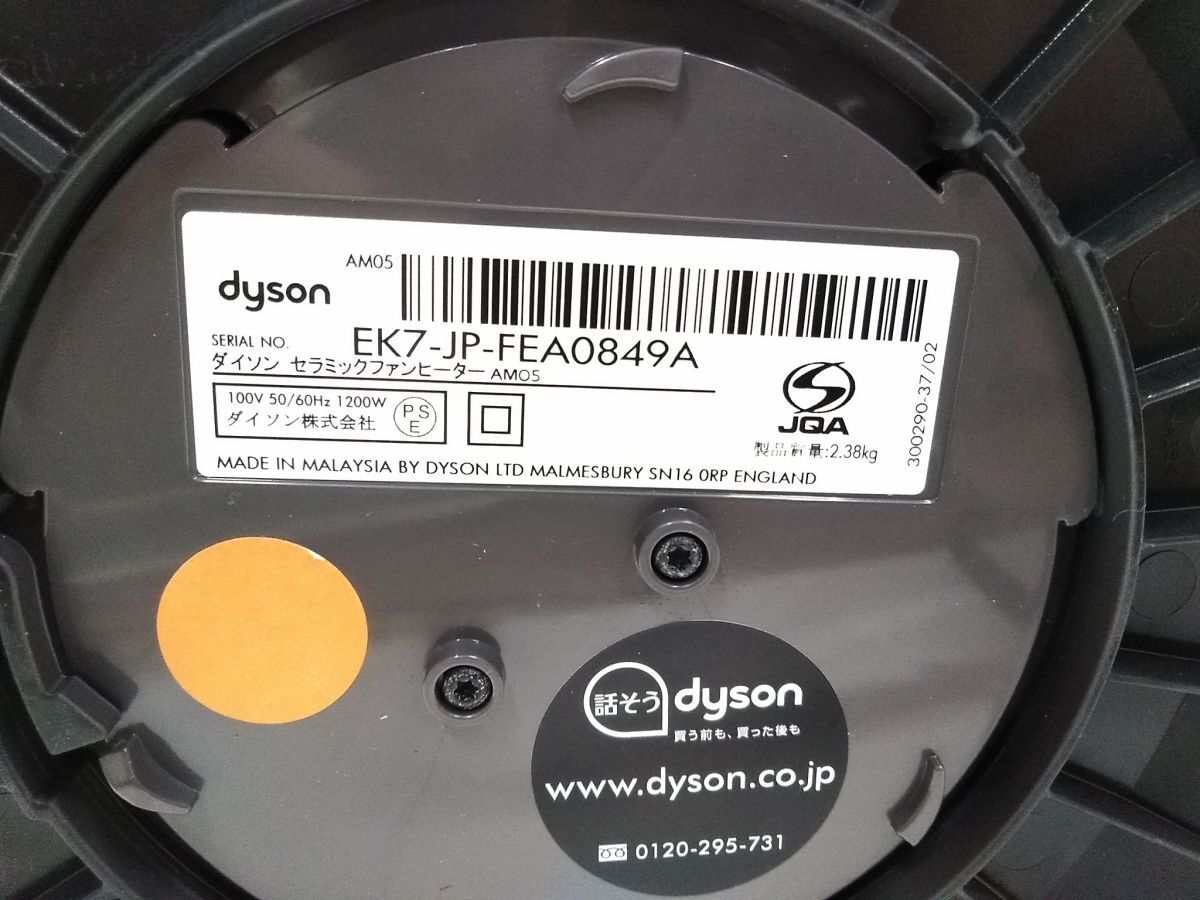 AM05
dyson
SERIAL NO. EK7-JP-FEA0849A
ダイソン セラミックファンヒーター AM05
100V 50/60Hz 1200W
ダイソン株式会社
PS
E
JQA
製品質量:2.38kg
300290-37/02
MADE IN MALAYSIA BY DYSON LTD MALMESBURY SN16 0RP ENGLAND
話そう dyson
買う前も、買った後も
www.dyson.co.jp
0120-295-731